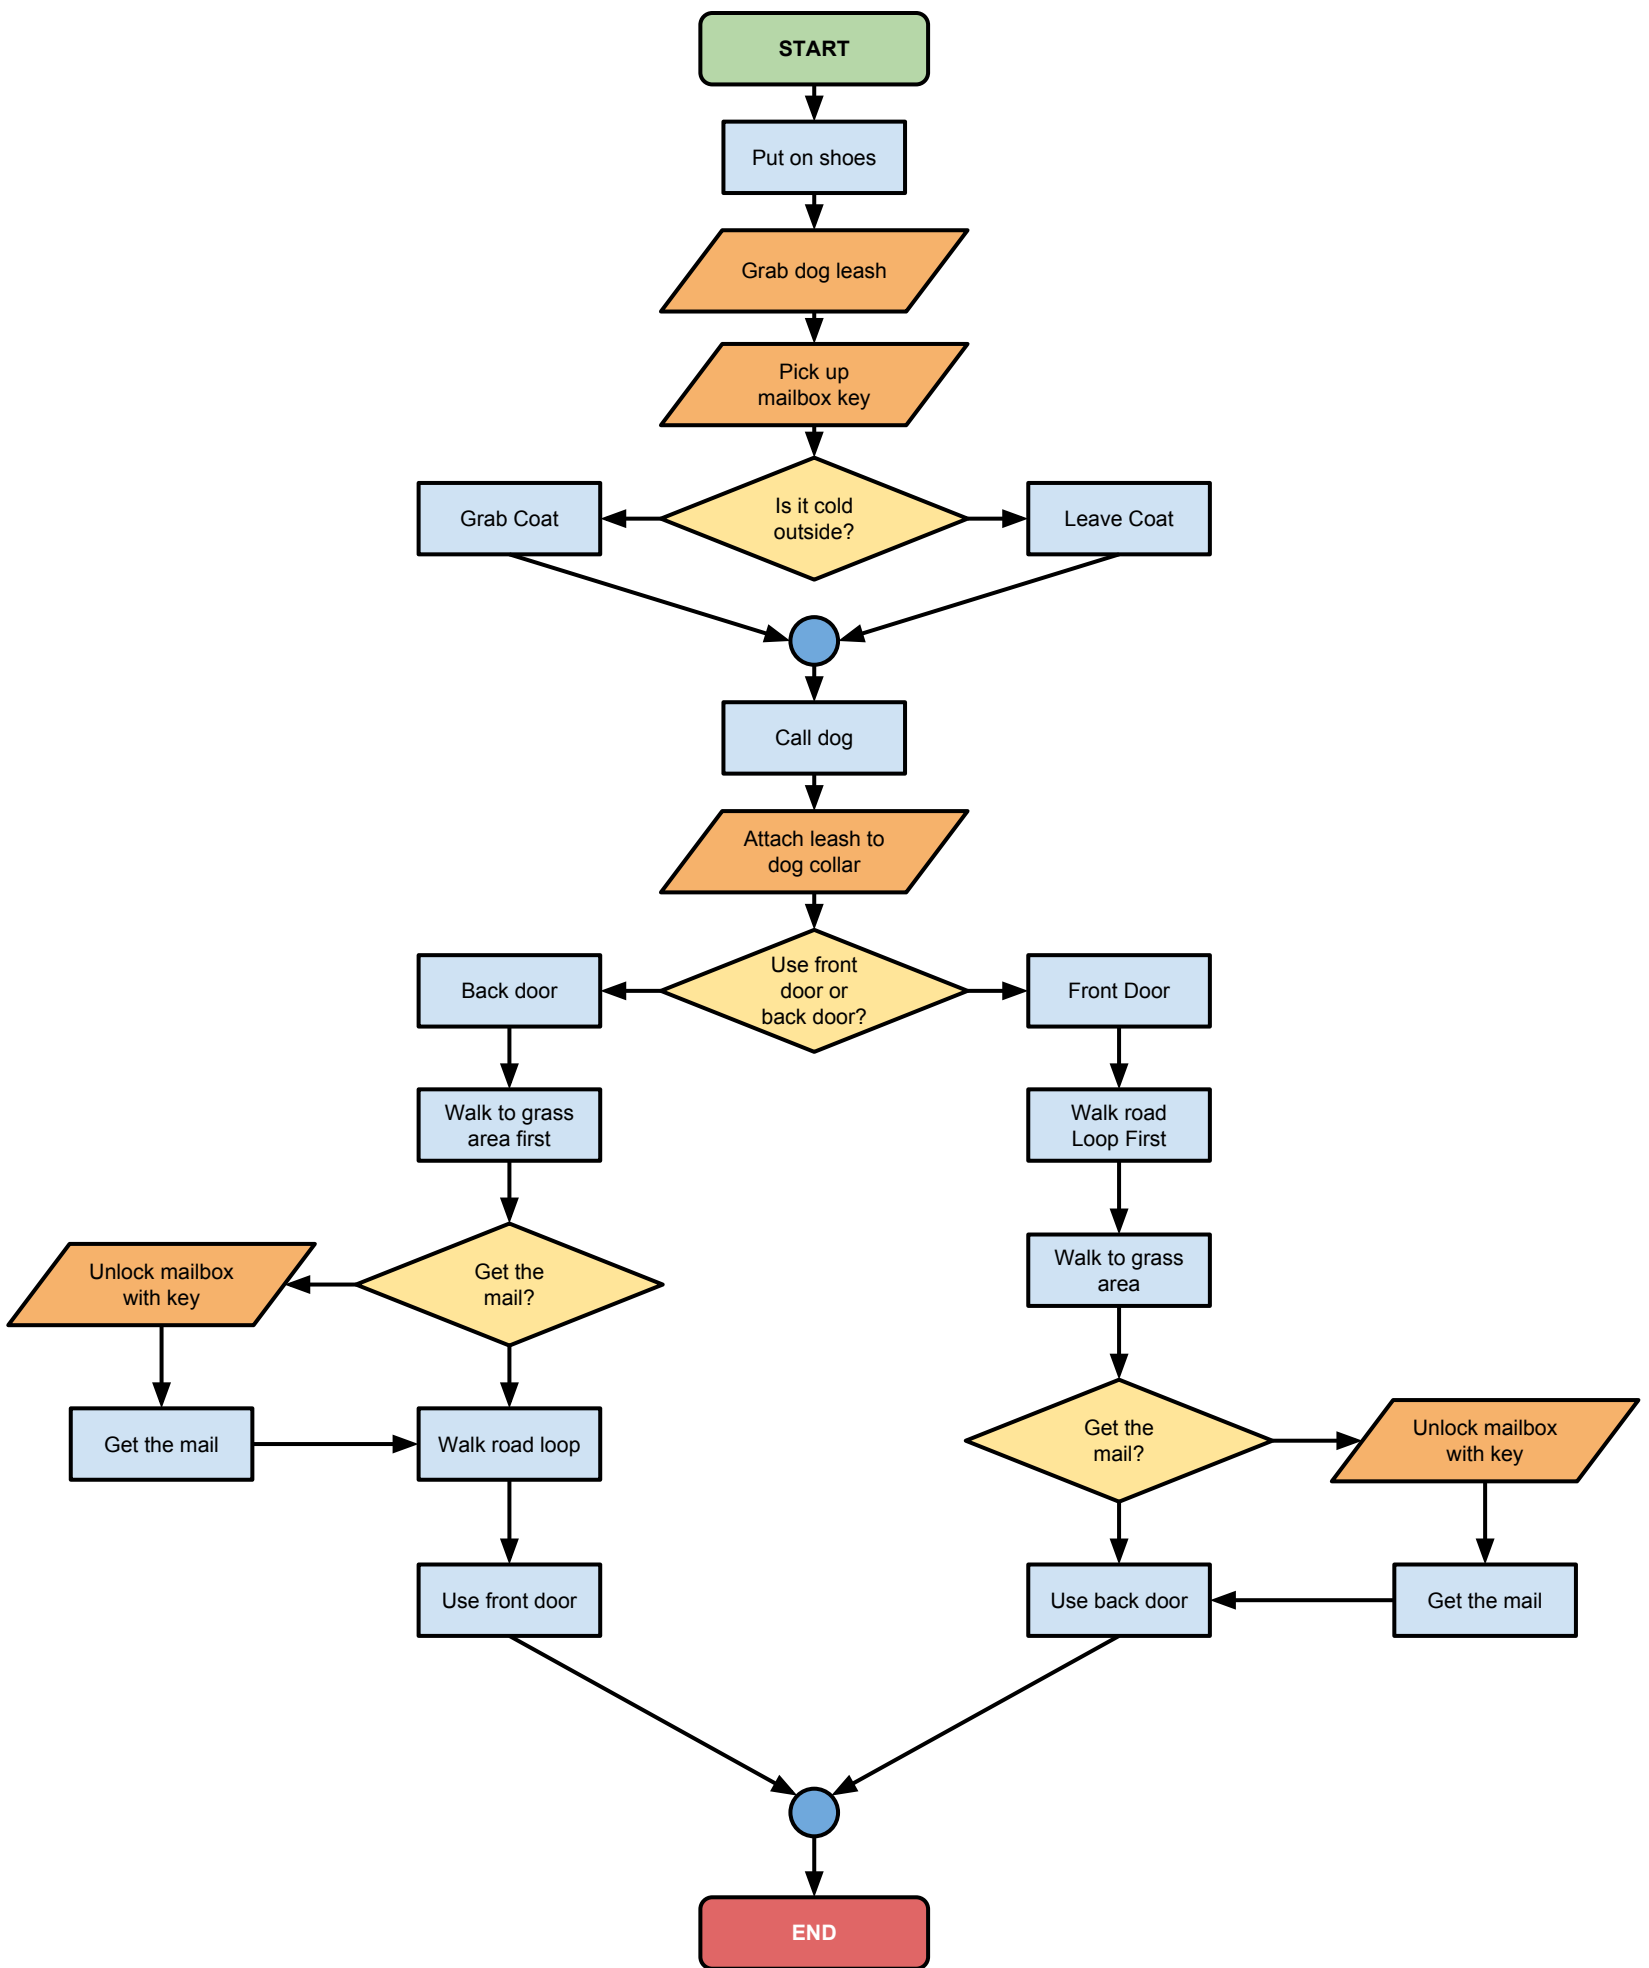 START
Put on shoes
Grab dog leash
Pick up
mailbox key
Is it cold
outside?
Grab Coat
Leave Coat
Call dog
Attach leash to
dog collar
Use front
door or
back door?
Back door
Front Door
Walk to grass
area first
Walk road
Loop First
Get the
mail?
Unlock mailbox
with key
Walk to grass
area
Get the mail
Walk road loop
Get the
mail?
Unlock mailbox
with key
Use front door
Use back door
Get the mail
END